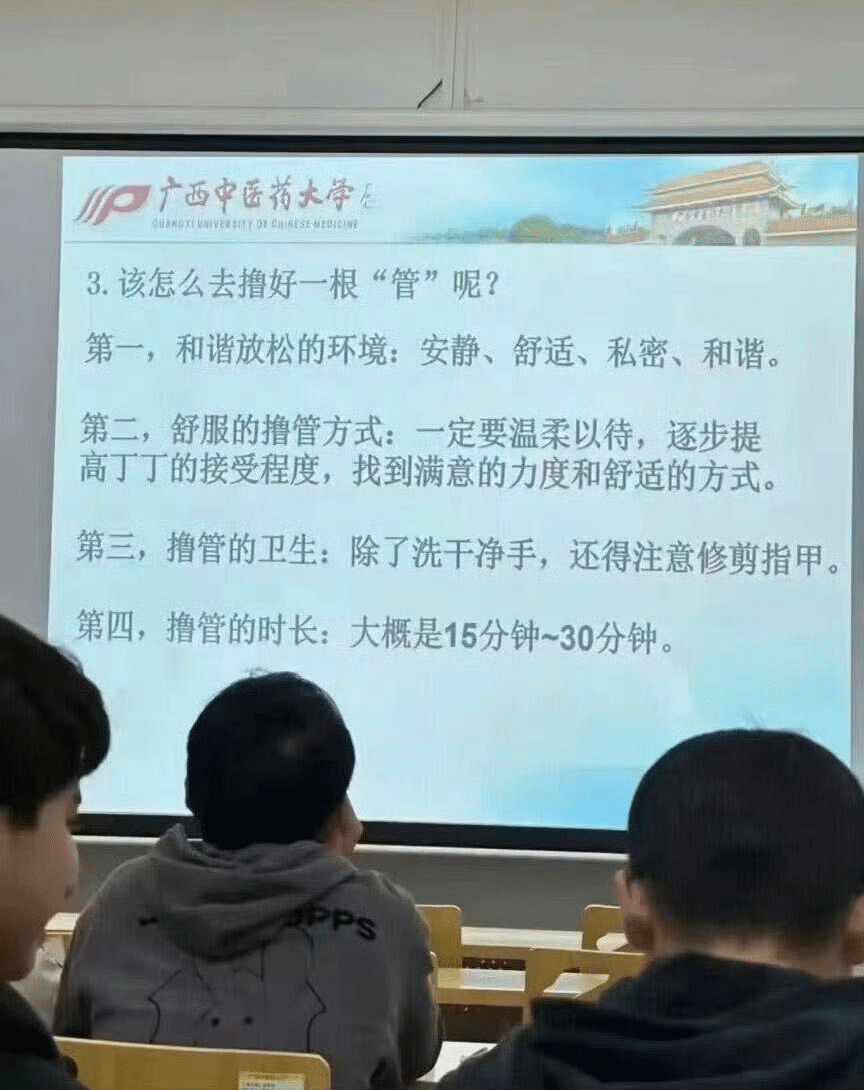 广西中医药大学
GUANGXI UNIVERSITY OF CHINESE MEDICINE
3.该怎么去撸好一根“管”呢？
第一，和谐放松的环境：安静、舒适、私密、和谐。
第二，舒服的撸管方式：一定要温柔以待，逐步提
高丁丁的接受程度，找到满意的力度和舒适的方式。
第三，撸管的卫生：除了洗干净手，还得注意修剪指甲。
第四，撸管的时长：大概是15分钟~30分钟。